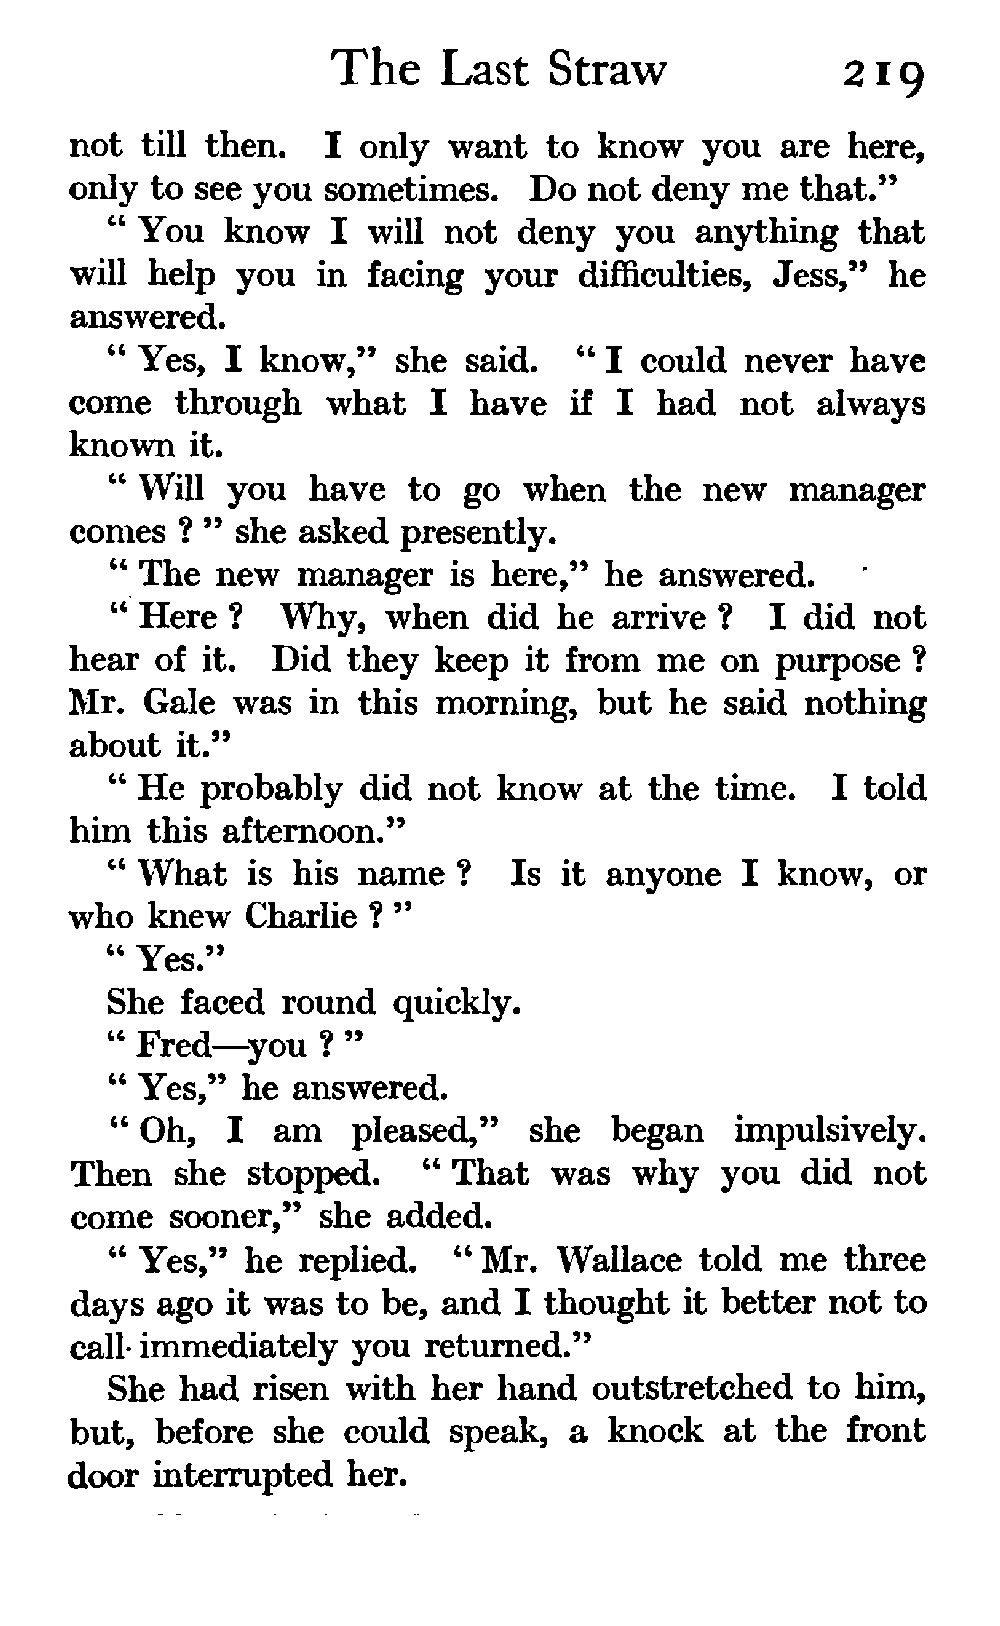 The Last Straw 219
not till then. I only want to know you are here,
only to see you sometimes. Do not deny me that."
" You know I will not deny you anything that
will help you in facing your difficulties, Jess," he
answered.
" Yes, I know," she said. " I could never have
come through what I have if I had not always
known it.
" Will you have to go when the new manager
comes ? " she asked presently.
" The new manager is here," he answered.
" Here ? Why, when did he arrive ? I did not
hear of it. Did they keep it from me on purpose ?
Mr. Gale was in this morning, but he said nothing
about it."
" He probably did not know at the time. I told
him this afternoon."
" What is his name ? Is it anyone I know, or
who knew Charlie ? "
" Yes."
She faced round quickly.
" Fred—you ? "
" Yes," he answered.
" Oh, I am pleased," she began impulsively.
Then she stopped. " That was why you did not
come sooner," she added.
" Yes," he replied. " Mr. Wallace told me three
days ago it was to be, and I thought it better not to
call immediately you returned."
She had risen with her hand outstretched to him,
but, before she could speak, a knock at the front
door interrupted her.